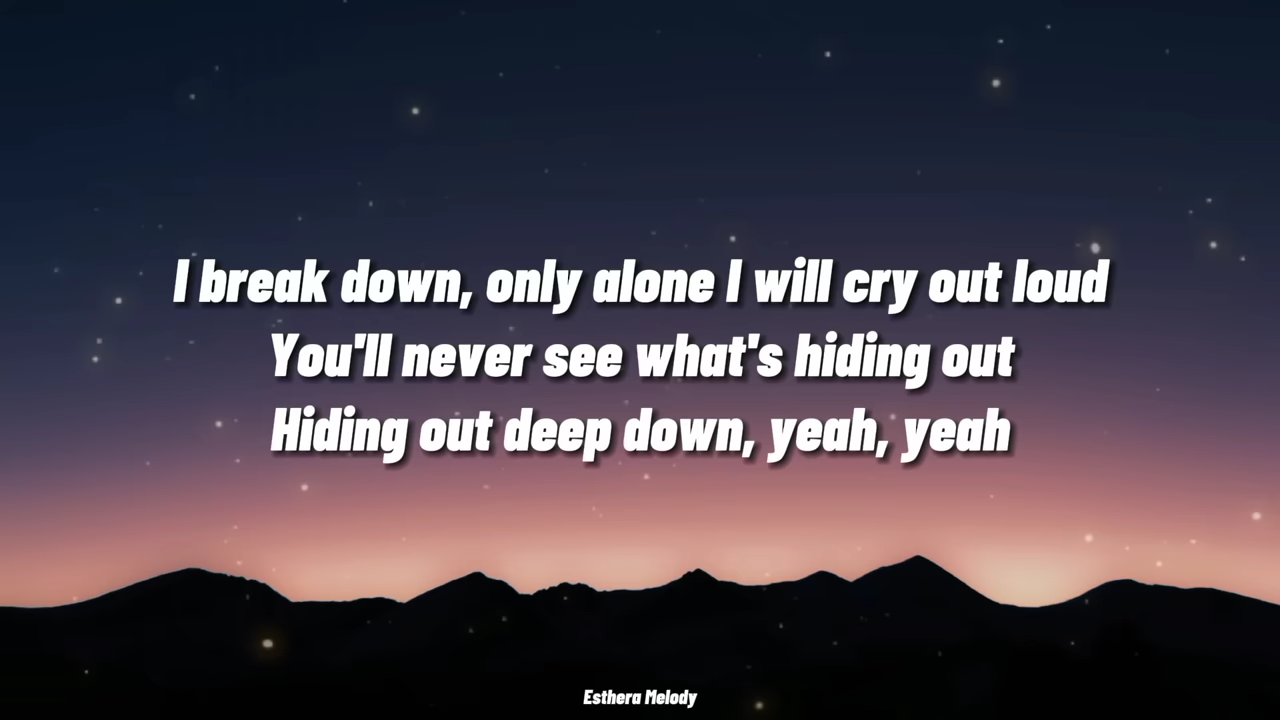 I break down, only alone I will cry out loud
You'll never see what's hiding out
Hiding out deep down, yeah, yeah
Esthera Melody